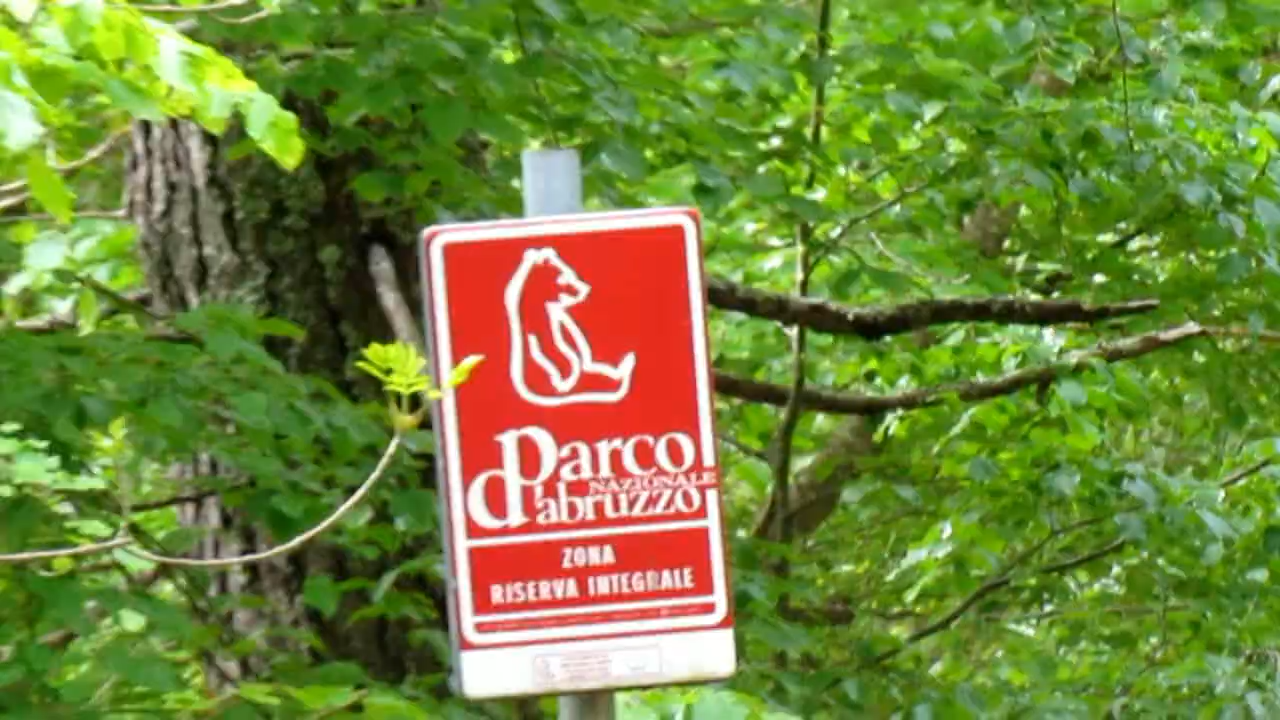 Parco
NAZIONALE
d'abruzzo
ZONA
RISERVA INTEGRALE